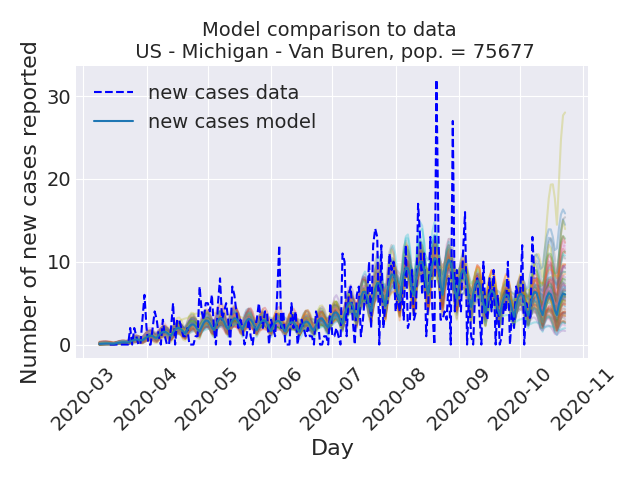 Model comparison to data
US - Michigan - Van Buren, pop. = 75677
Number of new cases reported
30
20
10
0
new cases data
new cases model
2020-03
2020-04
2020-05
2020-06
2020-07
2020-08
2020-09
2020-10
2020-11
Day